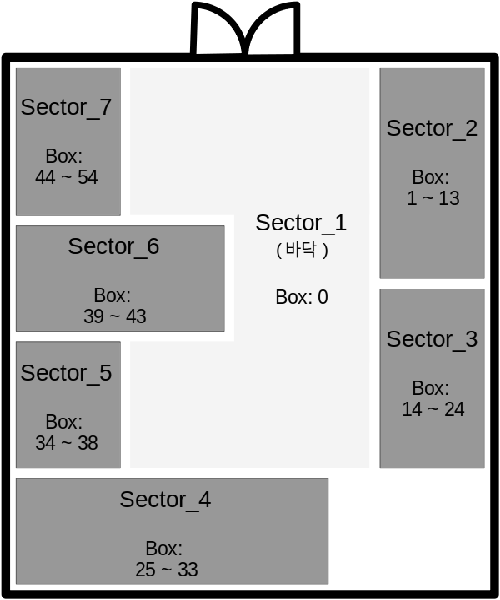 Sector_7
Box:
44 ~ 54
Sector_2
Box:
1 ~ 13
Sector_1
( 바닥 )
Box: 0
Sector_6
Box:
39 ~ 43
Sector_3
Box:
14 ~ 24
Sector_5
Box:
34 ~ 38
Sector_4
Box:
25 ~ 33